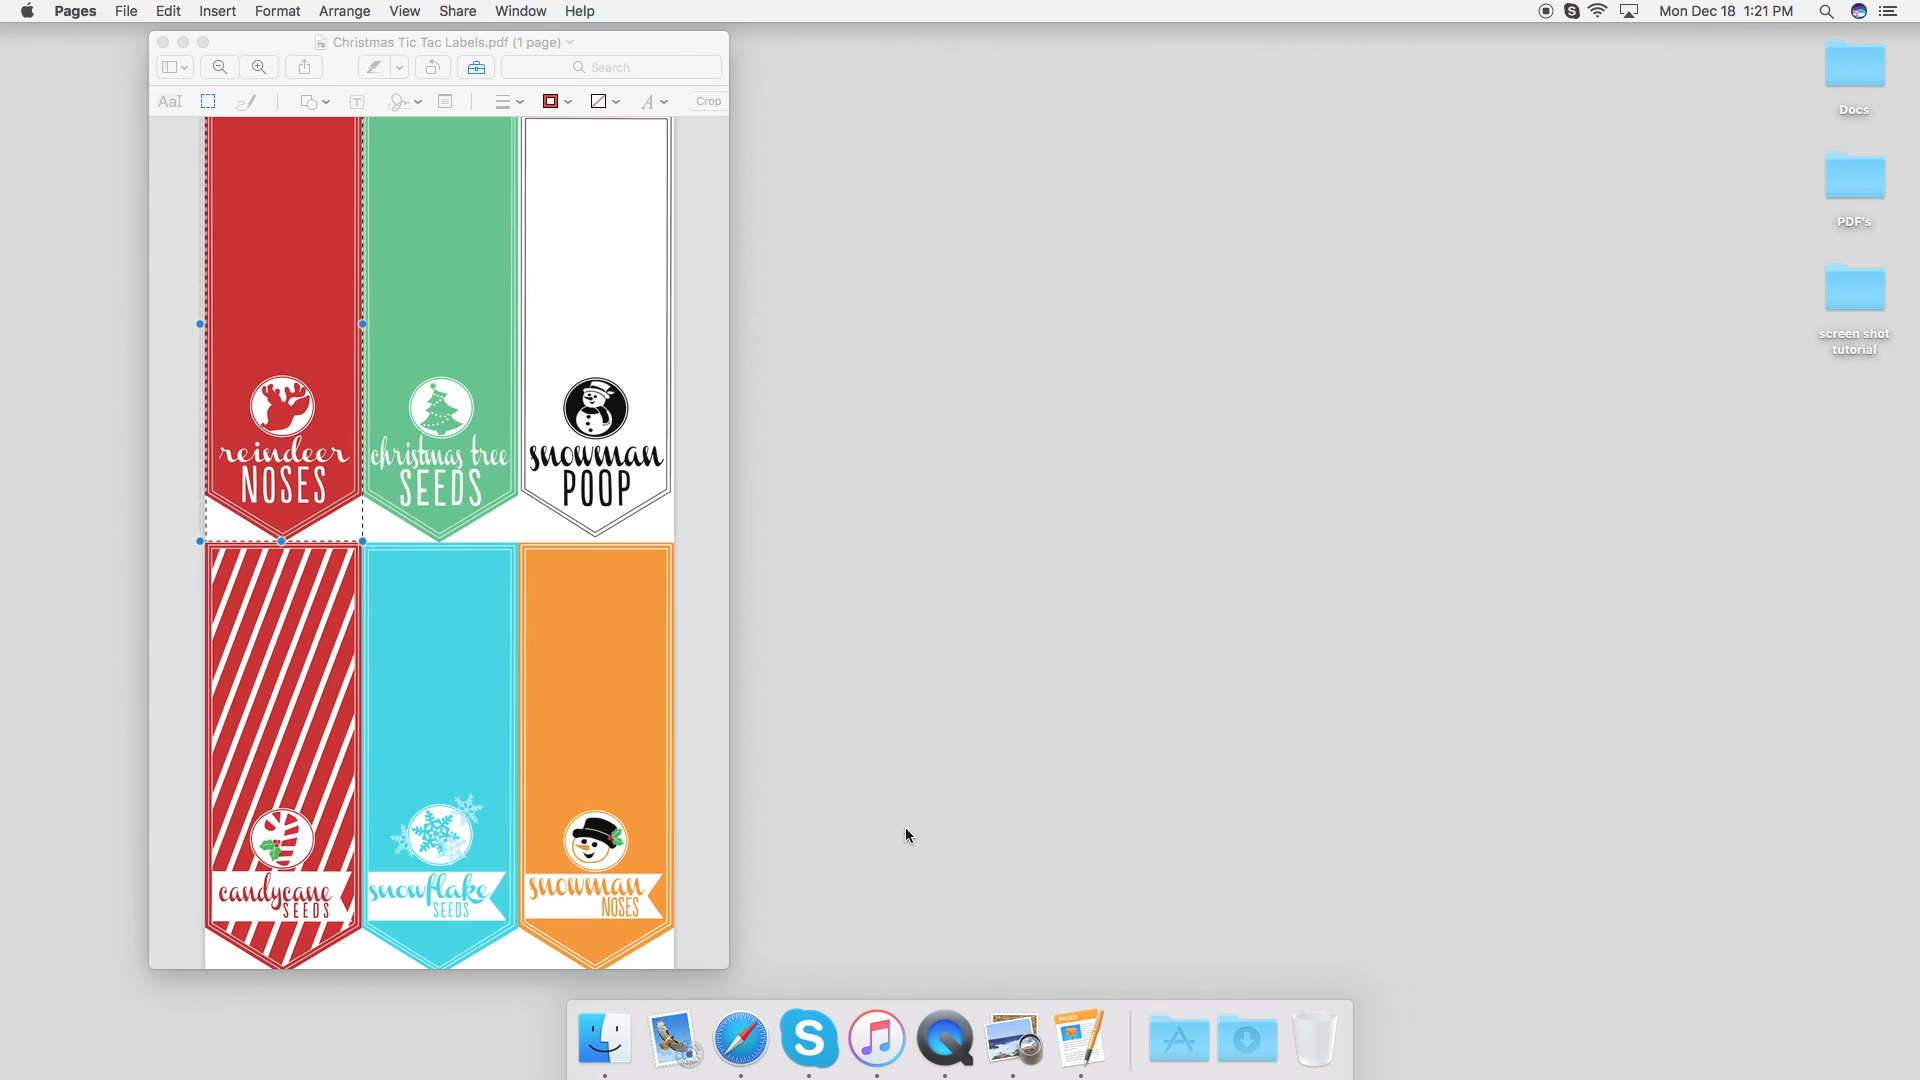 Pages File Edit Insert Format Arrange View Share Window Help Mon Dec 18 1:21 PM
Christmas Tic Tac Labels.pdf (1 page)
Search
Crop
reindeer
NOSES
christmas tree
SEEDS
snowman
POOP
candycane
SEEDS
snowflake
SEEDS
snowman
NOSES
Docs
PDF's
screen shot
tutorial
PAGES